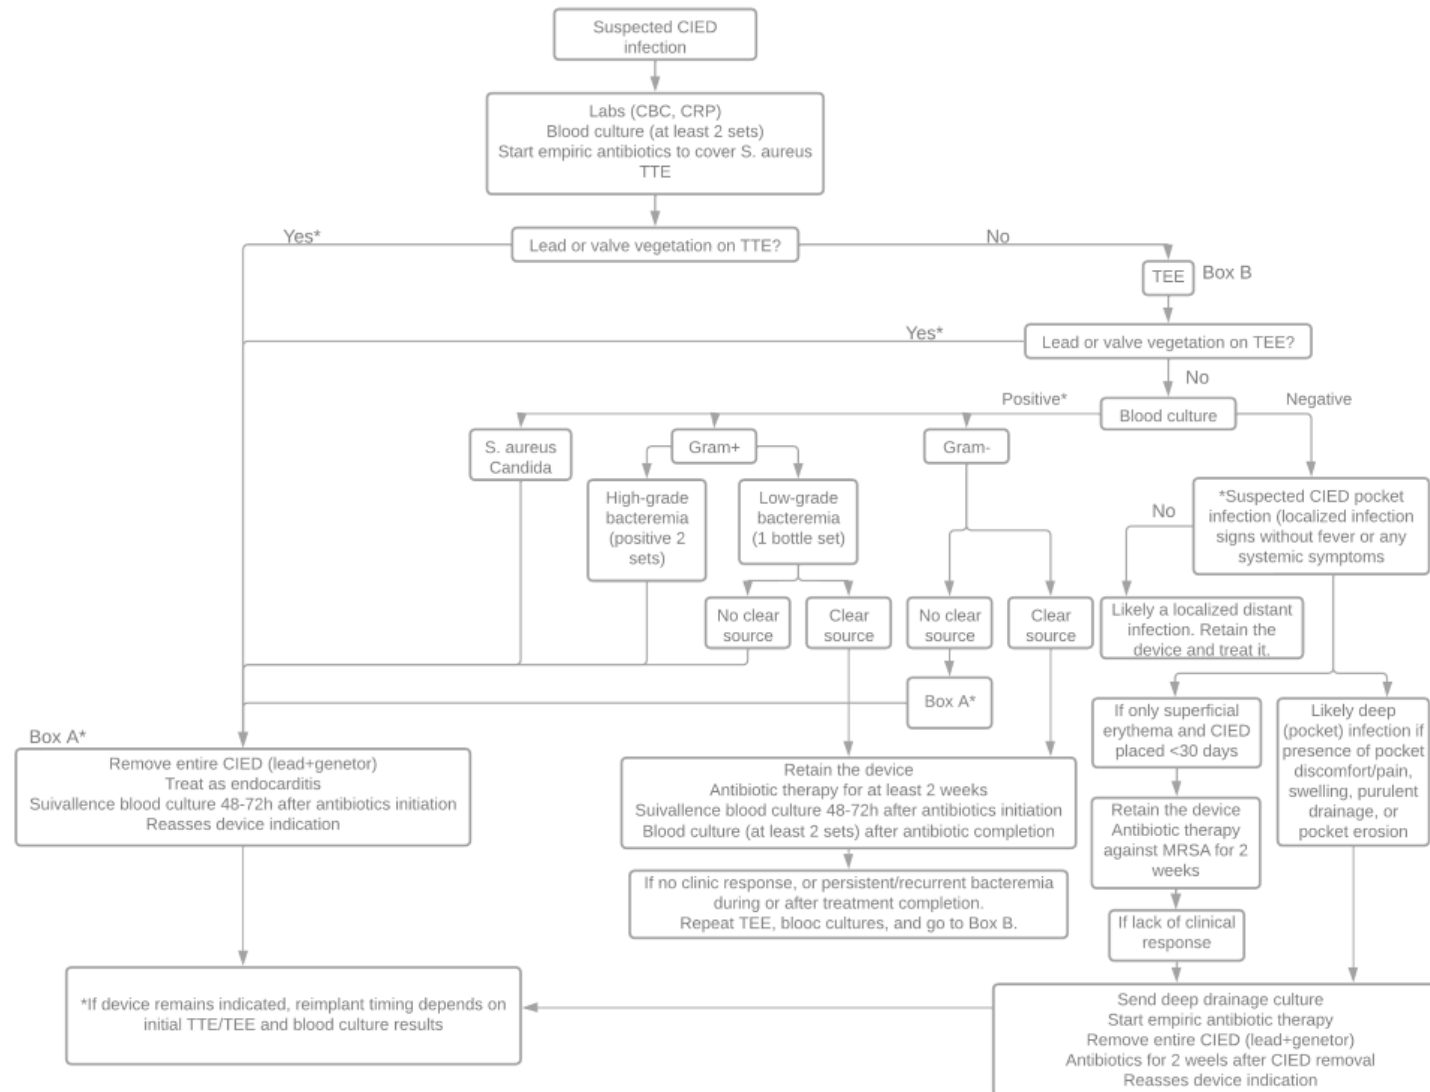 Suspected CIED
infection
Labs (CBC, CRP)
Blood culture (at least 2 sets)
Start empiric antibiotics to cover S. aureus
TTE
Yes*
Lead or valve vegetation on TTE?
No
TEE
Box B
Yes*
Lead or valve vegetation on TEE?
No
Positive*
Blood culture
Negative
S. aureus
Candida
Gram+
Gram-
High-grade
bacteremia
(positive 2
sets)
Low-grade
bacteremia
(1 bottle set)
No
*Suspected CIED pocket
infection (localized infection
signs without fever or any
systemic symptoms
No clear
source
Clear
source
No clear
source
Clear
source
Likely a localized distant
infection. Retain the
device and treat it.
Box A*
If only superficial
erythema and CIED
placed <30 days
Likely deep
(pocket) infection if
presence of pocket
discomfort/pain,
swelling, purulent
drainage, or
pocket erosion
Box A*
Remove entire CIED (lead+genetor)
Treat as endocarditis
Suivallence blood culture 48-72h after antibiotics initiation
Reasses device indication
Retain the device
Antibiotic therapy for at least 2 weeks
Suivallence blood culture 48-72h after antibiotics initiation
Blood culture (at least 2 sets) after antibiotic completion
Retain the device
Antibiotic therapy
against MRSA for 2
weeks
If no clinic response, or persistent/recurrent bacteremia
during or after treatment completion.
Repeat TEE, blooc cultures, and go to Box B.
If lack of clinical
response
*If device remains indicated, reimplant timing depends on
initial TTE/TEE and blood culture results
Send deep drainage culture
Start empiric antibiotic therapy
Remove entire CIED (lead+genetor)
Antibiotics for 2 weels after CIED removal
Reasses device indication